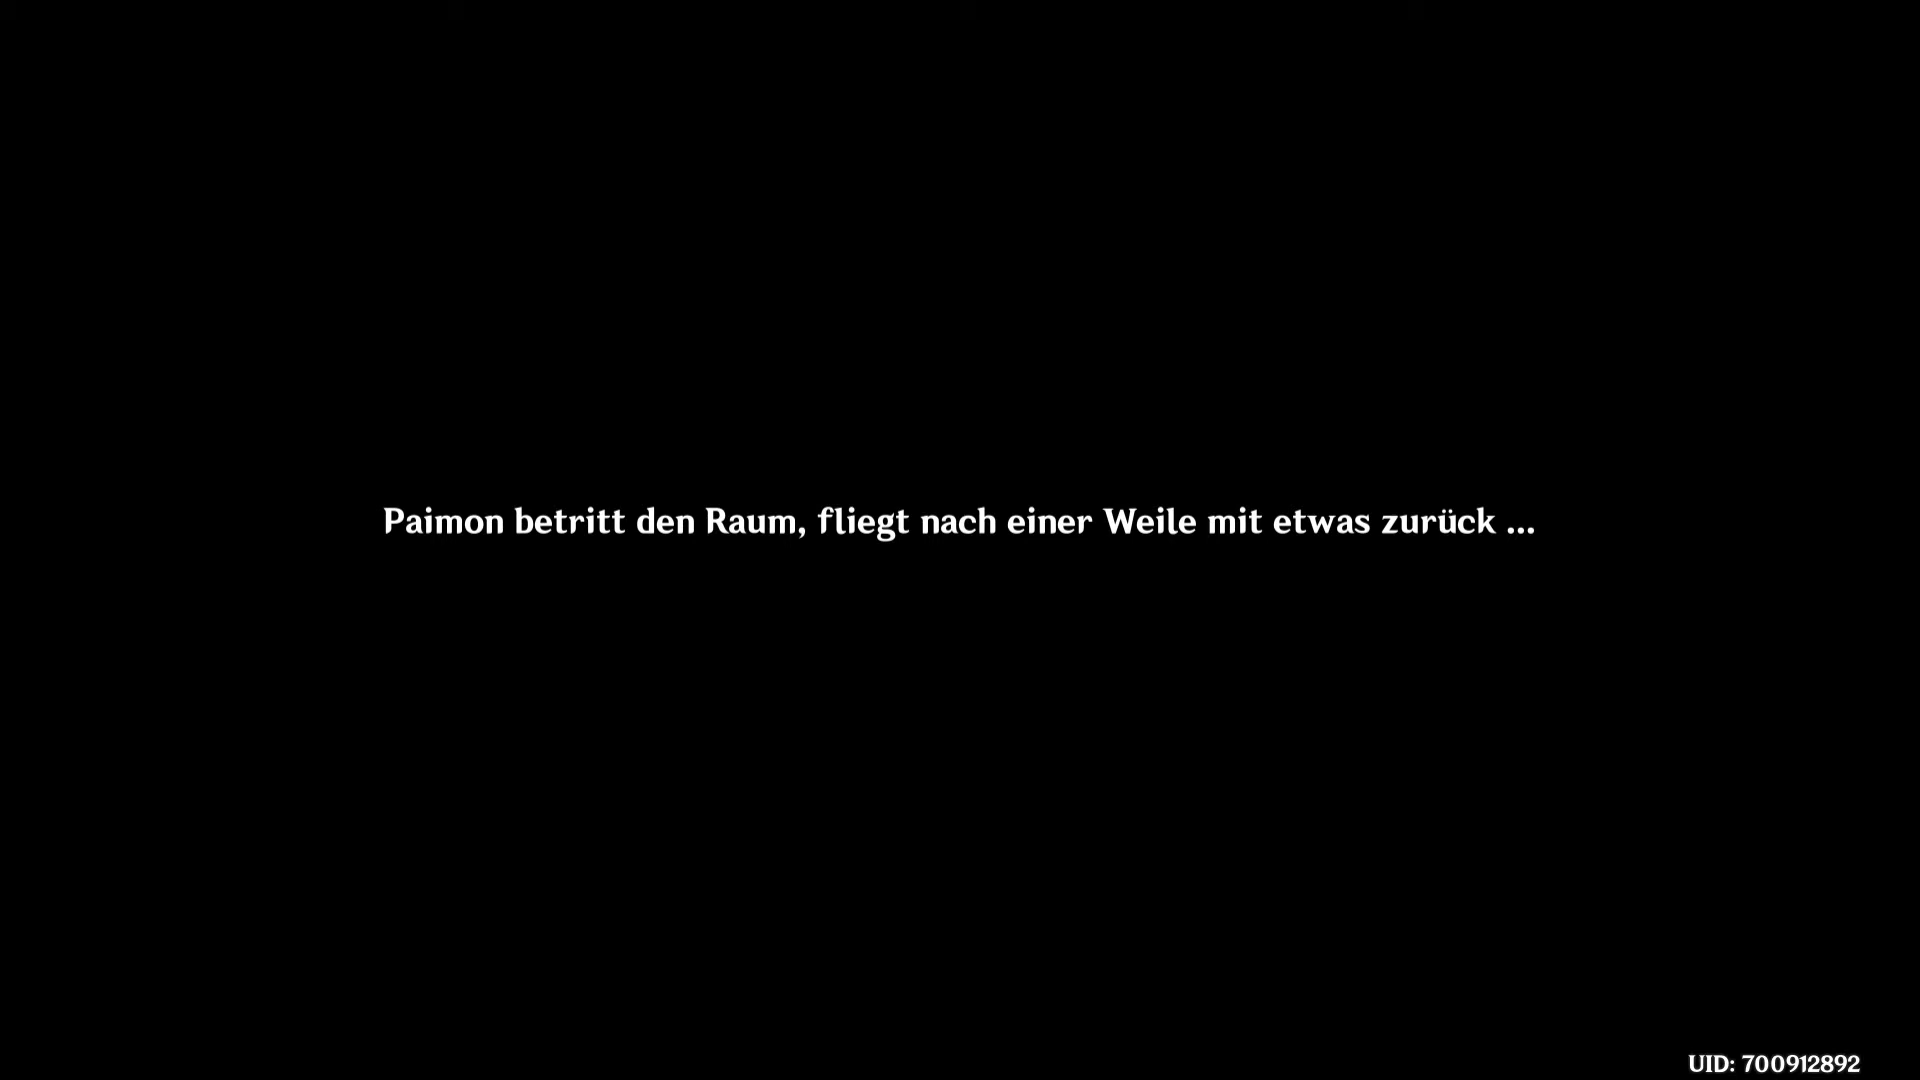 Paimon betritt den Raum, fliegt nach einer Weile mit etwas zurück ...
UID: 700912892